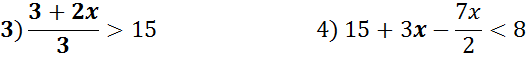 3) (3 + 2x)/3 > 15    4) 15 + 3x − 7x/2 < 8